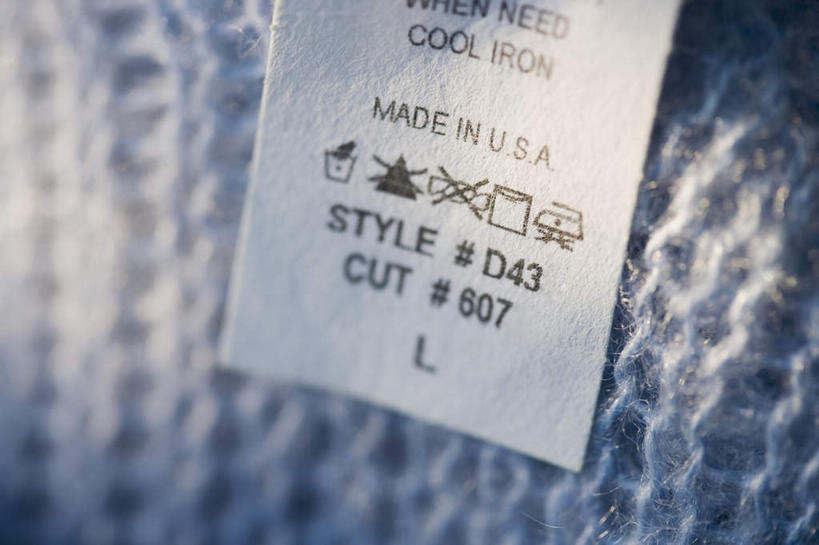 WHEN NEED
COOL IRON
MADE IN U.S.A.
STYLE # D43
CUT # 607
L